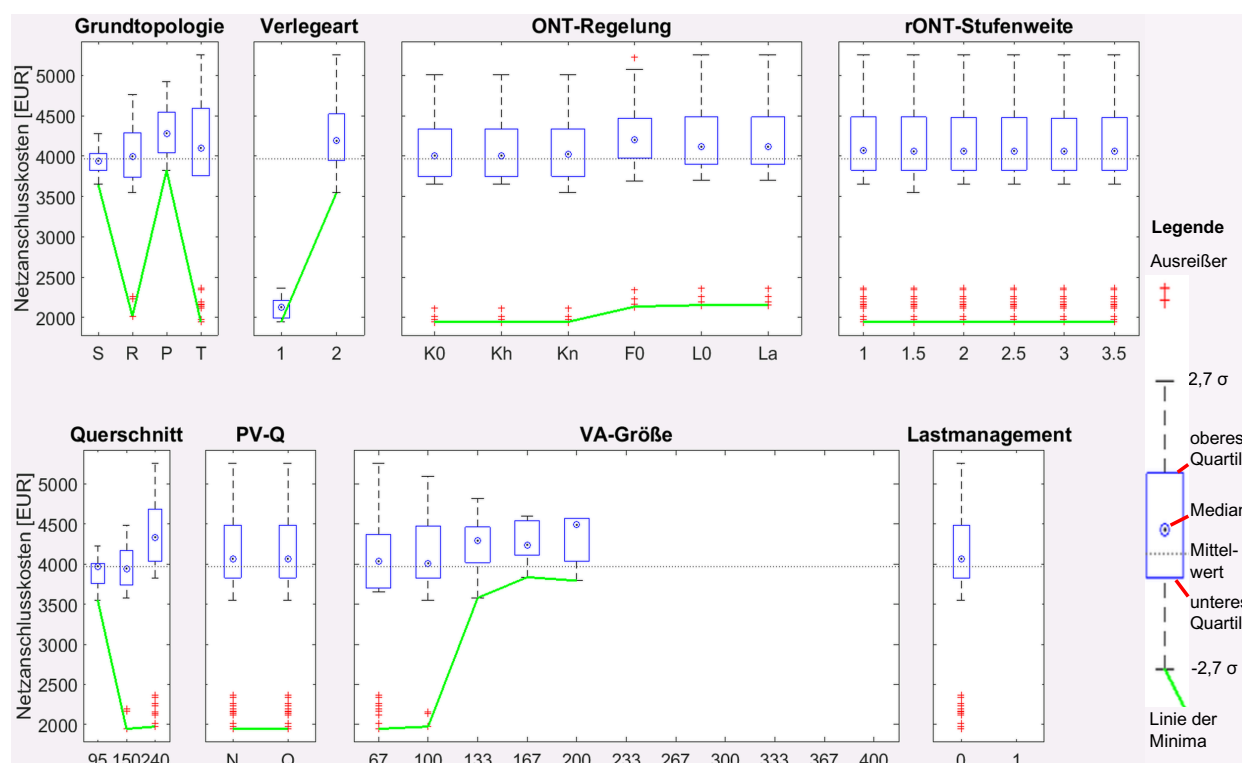 Grundtopologie Verlegeart ONT-Regelung rONT-Stufenweite
Netzanschlusskosten [EUR]
5000
4500
4000
3500
3000
2500
2000
S R P T 1 2 K0 Kh Kn F0 L0 La 1 1.5 2 2.5 3 3.5
Querschnitt PV-Q VA-Größe Lastmanagement
Netzanschlusskosten [EUR]
5000
4500
4000
3500
3000
2500
2000
95 150 240 N 67 100 133 167 200 233 267 300 333 367 400 0 1
Legende
Ausreißer
2,7 σ
oberes
Quartil
Median
Mittel-
wert
unteres
Quartil
-2,7 σ
Linie der
Minima